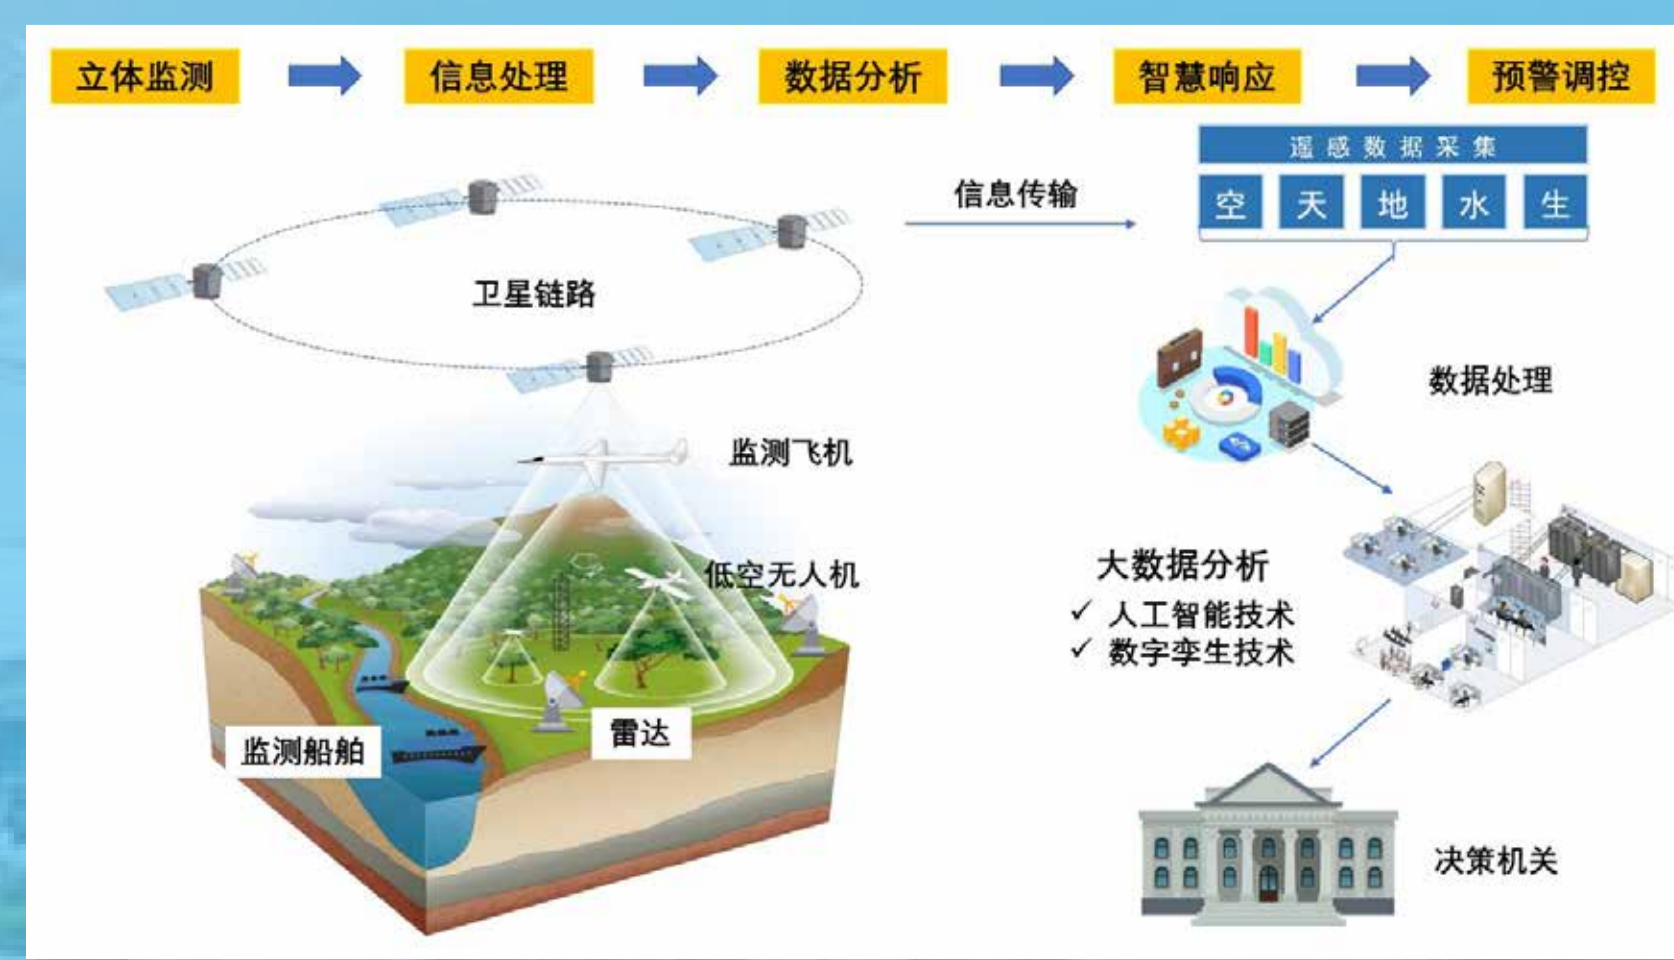 立体监测
信息处理
数据分析
智慧响应
预警调控
遥感数据采集
空 天 地 水 生
信息传输
卫星链路
数据处理
监测飞机
低空无人机
大数据分析
✓ 人工智能技术
✓ 数字孪生技术
雷达
监测船舶
决策机关